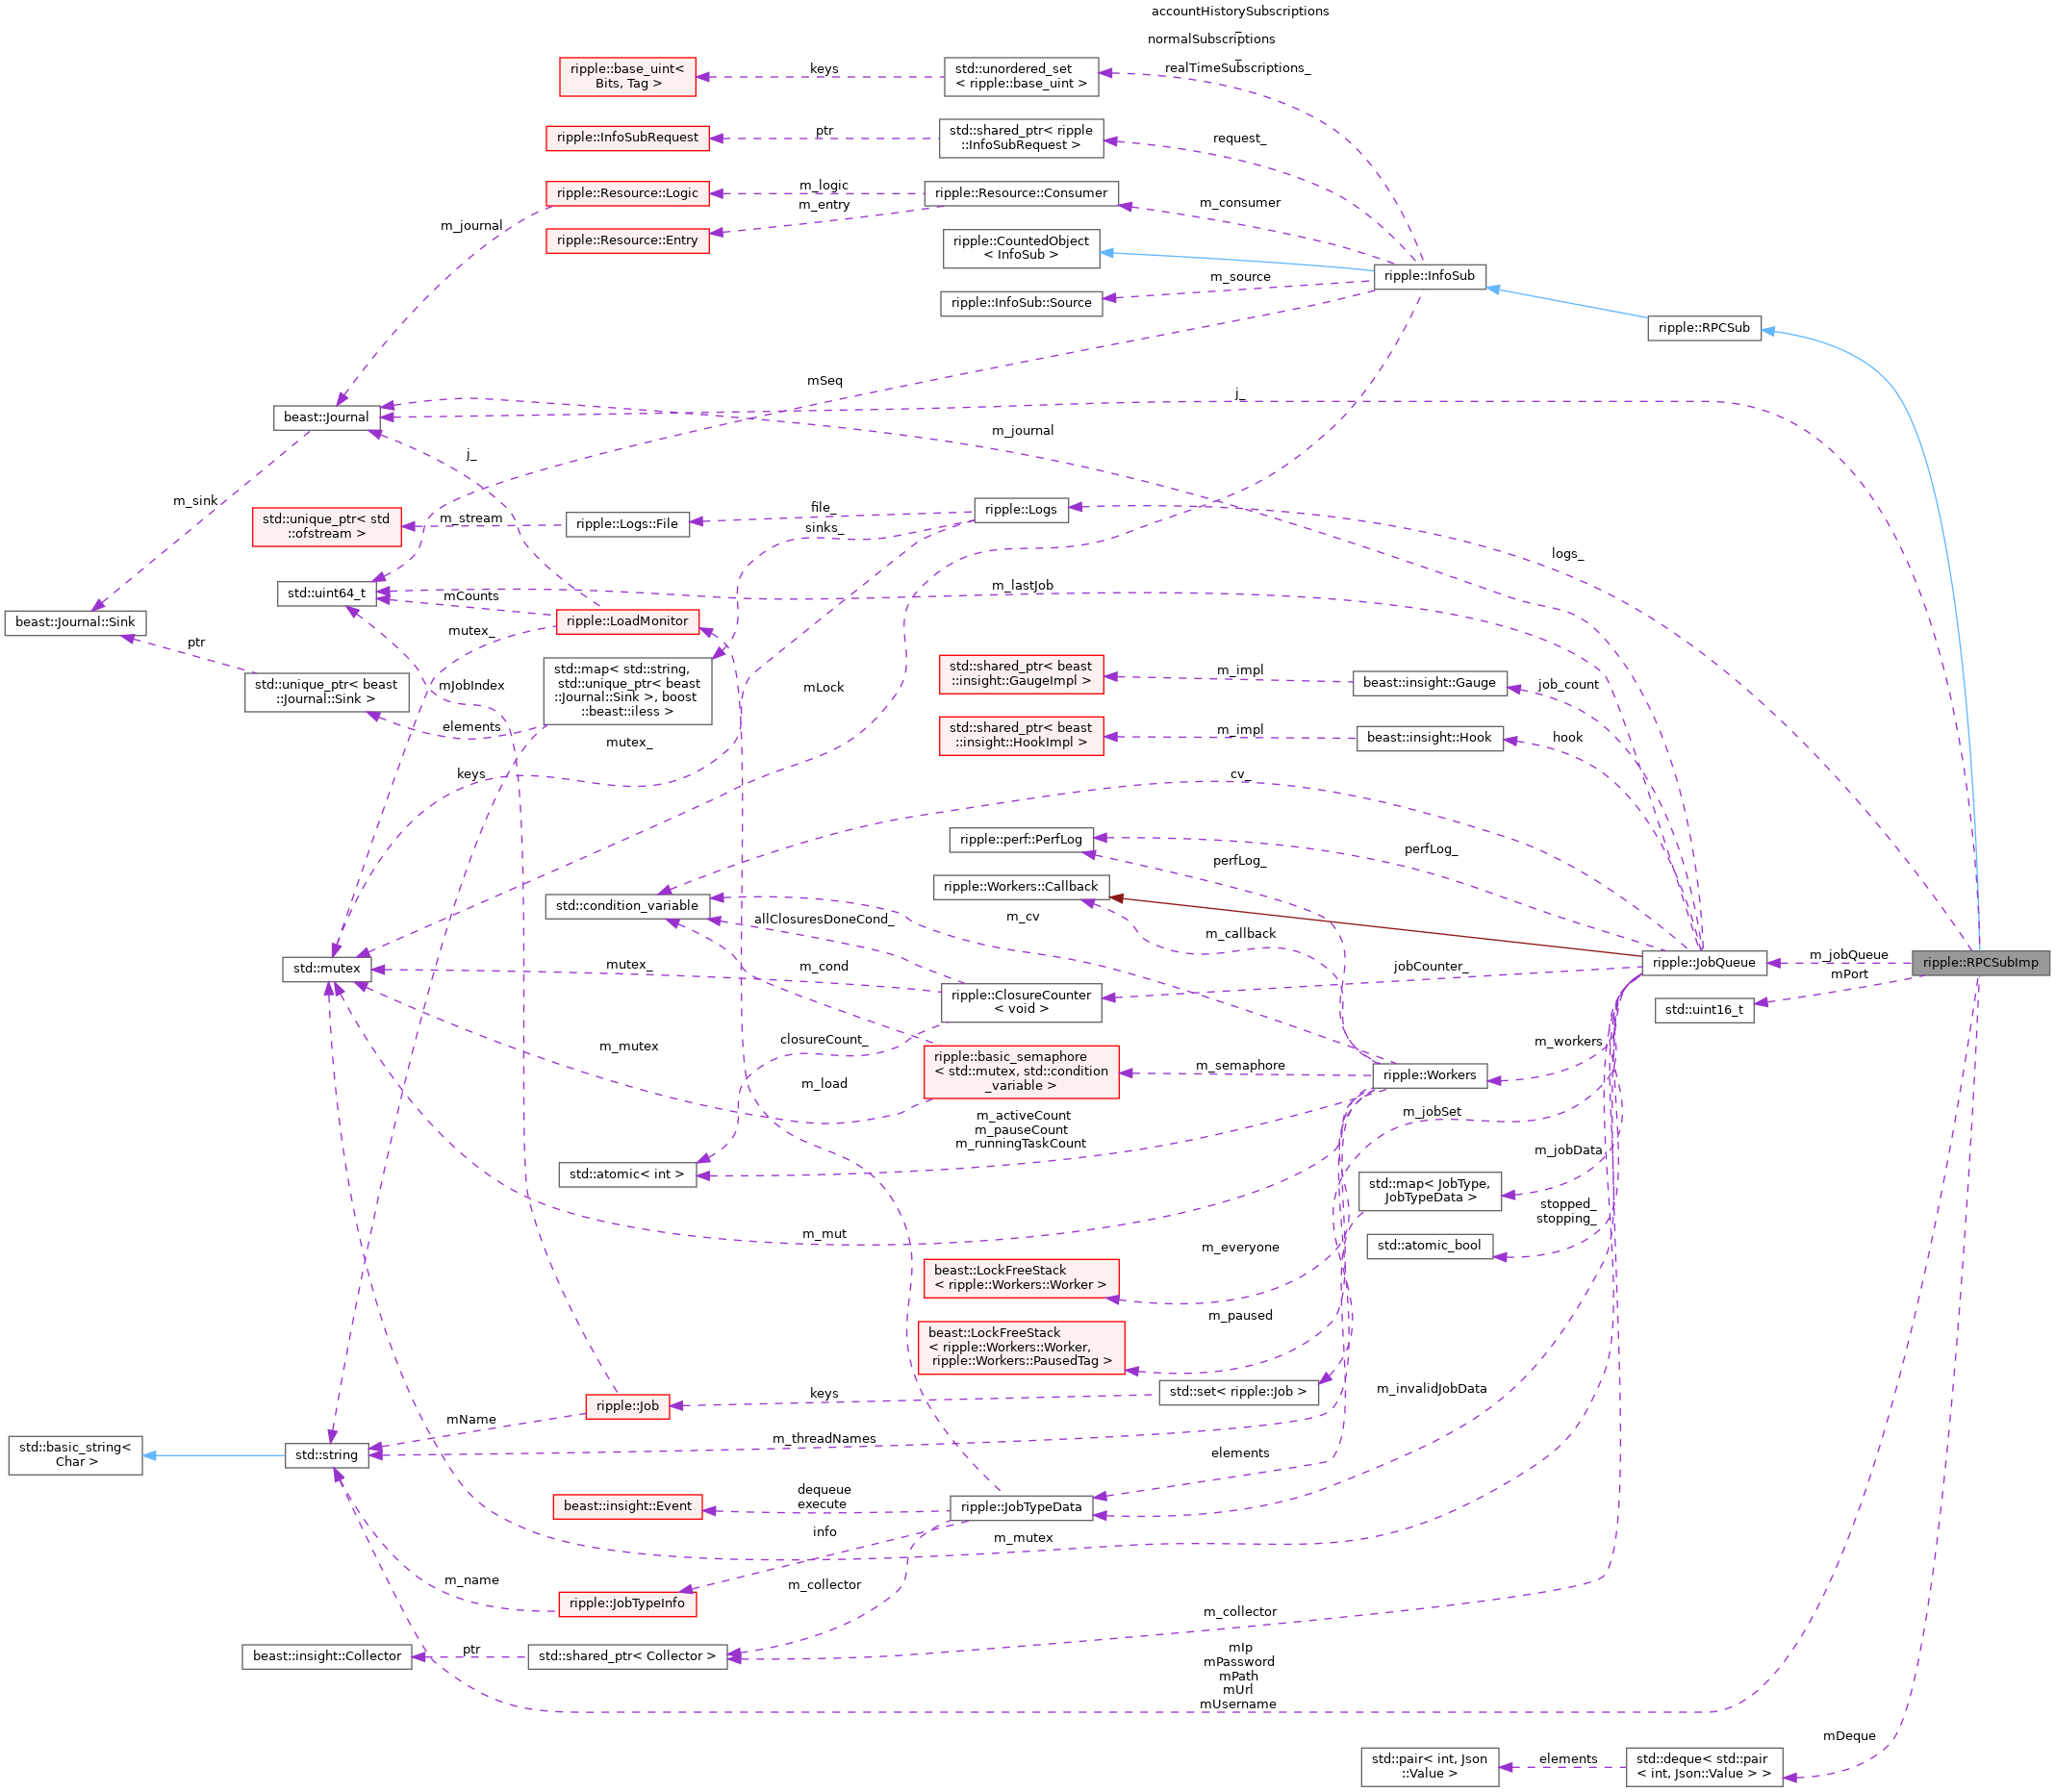 accountHistorySubscriptions
_
normalSubscriptions
_
realTimeSubscriptions_
ripple::base_uint<
Bits, Tag >
keys
std::unordered_set
< ripple::base_uint >
ripple::InfoSubRequest
ptr
std::shared_ptr< ripple
::InfoSubRequest >
request_
ripple::Resource::Logic
m_logic
ripple::Resource::Consumer
m_consumer
m_entry
m_journal
ripple::Resource::Entry
ripple::CountedObject
< InfoSub >
ripple::InfoSub
m_source
ripple::InfoSub::Source
ripple::RPCSub
mSeq
j_
beast::Journal
m_journal
j_
m_sink
std::unique_ptr< std
::ofstream >
m_stream
ripple::Logs::File
file_
sinks_
ripple::Logs
logs_
std::uint64_t
mCounts
m_lastJob
beast::Journal::Sink
ripple::LoadMonitor
mutex_
ptr
std::unique_ptr< beast
::Journal::Sink >
mJobIndex
std::map< std::string,
std::unique_ptr< beast
::Journal::Sink >, boost
::beast::iless >
elements
mLock
std::shared_ptr< beast
::insight::GaugeImpl >
m_impl
beast::insight::Gauge
job_count
std::shared_ptr< beast
::insight::HookImpl >
m_impl
beast::insight::Hook
hook
mutex_
keys
cv_
ripple::perf::PerfLog
perfLog_
perfLog_
ripple::Workers::Callback
std::condition_variable
allClosuresDoneCond_
m_cv
m_callback
std::mutex
mutex_
m_cond
jobCounter_
ripple::JobQueue
m_jobQueue
ripple::RPCSubImp
mPort
ripple::ClosureCounter
< void >
std::uint16_t
closureCount_
m_mutex
m_load
ripple::basic_semaphore
< std::mutex, std::condition
_variable >
m_semaphore
ripple::Workers
m_workers
m_activeCount
m_pauseCount
m_runningTaskCount
m_jobSet
std::atomic< int >
m_jobData
std::map< JobType,
JobTypeData >
stopped_
stopping_
m_mut
m_everyone
std::atomic_bool
beast::LockFreeStack
< ripple::Workers::Worker >
m_paused
beast::LockFreeStack
< ripple::Workers::Worker,
ripple::Workers::PausedTag >
m_invalidJobData
ripple::Job
keys
std::set< ripple::Job >
mName
std::basic_string<
Char >
std::string
m_threadNames
elements
beast::insight::Event
dequeue
execute
ripple::JobTypeData
info
m_mutex
m_name
ripple::JobTypeInfo
m_collector
m_collector
beast::insight::Collector
ptr
std::shared_ptr< Collector >
mIp
mPassword
mPath
mUrl
mUsername
mDeque
std::pair< int, Json
::Value >
elements
std::deque< std::pair
< int, Json::Value > >